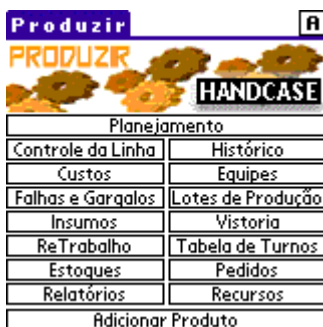 Produzir A
PRODUZIR
HANDCASE
Planejamento
Controle da Linha Histórico
Custos Equipes
Falhas e Gargalos Lotes de Produção
Insumos Vistoria
ReTrabalho Tabela de Turnos
Estoques Pedidos
Relatórios Recursos
Adicionar Produto